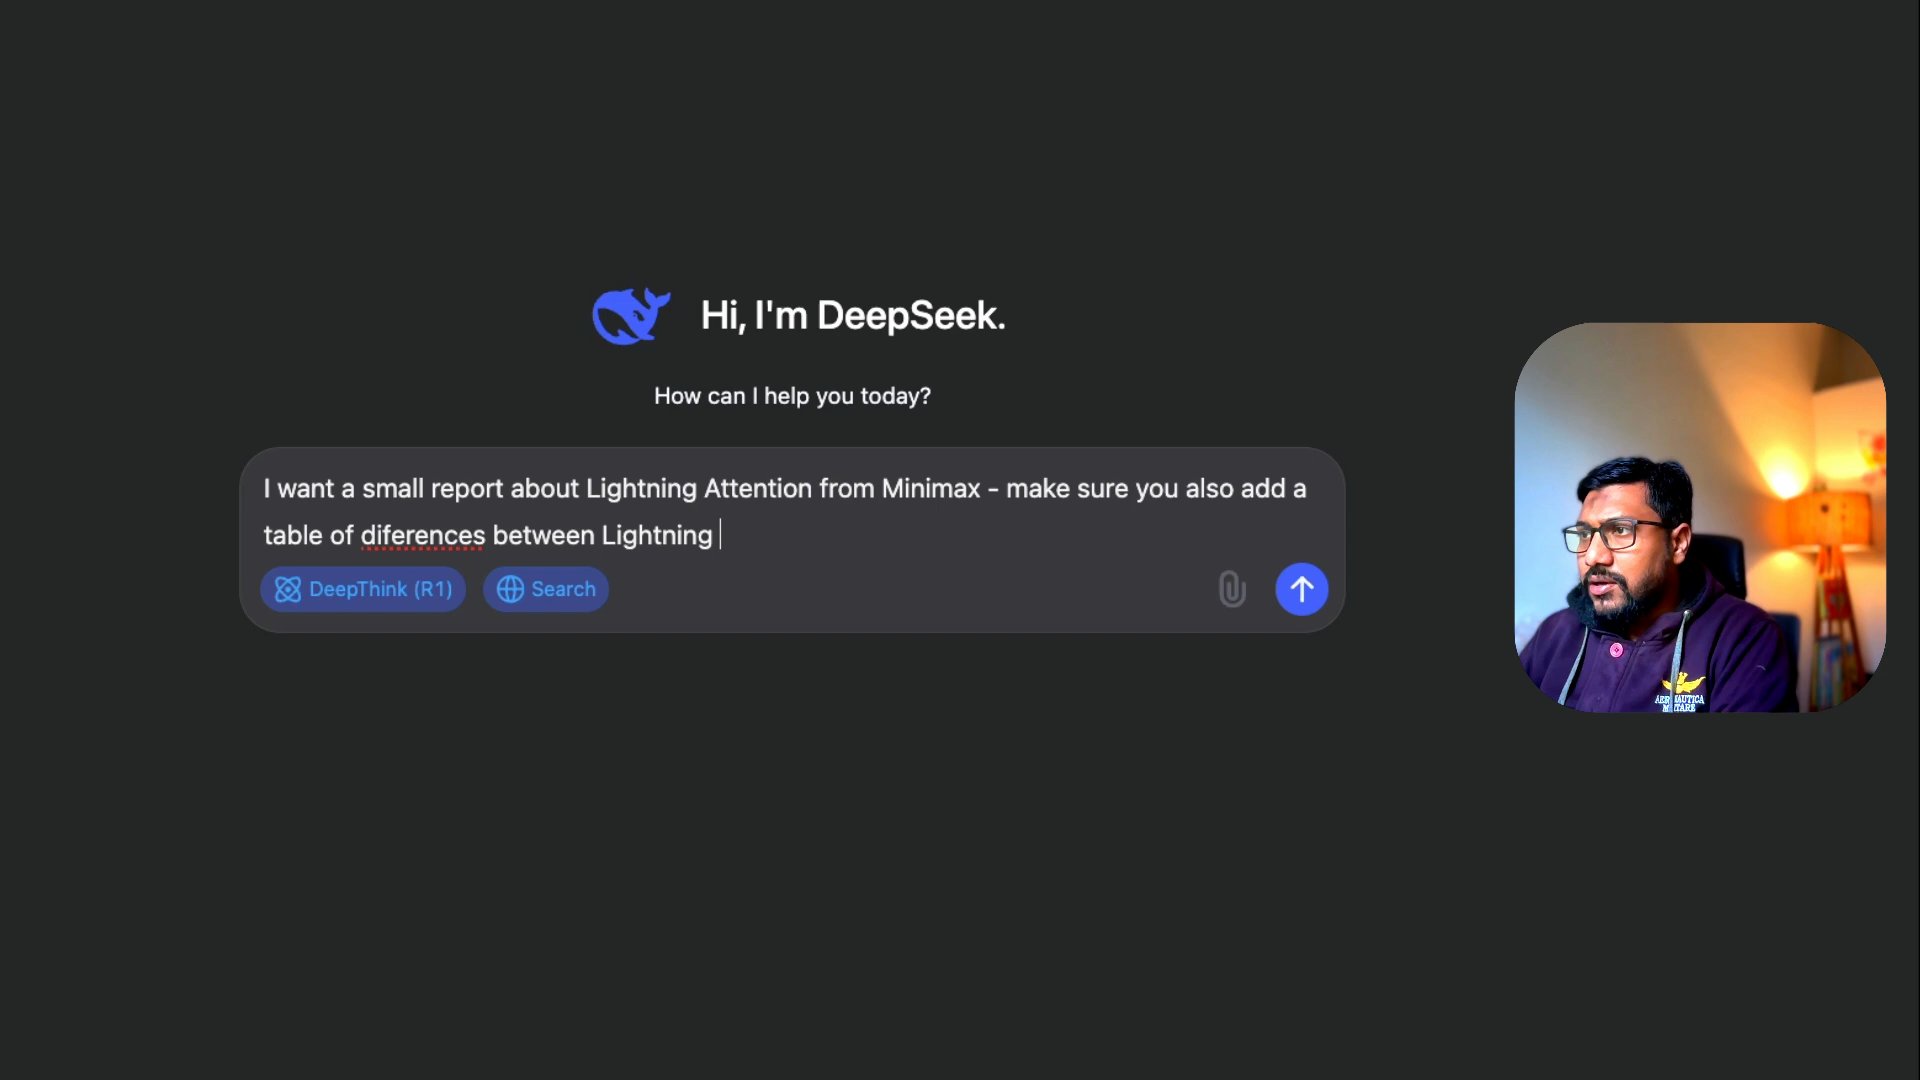 Hi, I'm DeepSeek.
How can I help you today?
I want a small report about Lightning Attention from Minimax - make sure you also add a
table of diferences between Lightning
DeepThink (R1) Search